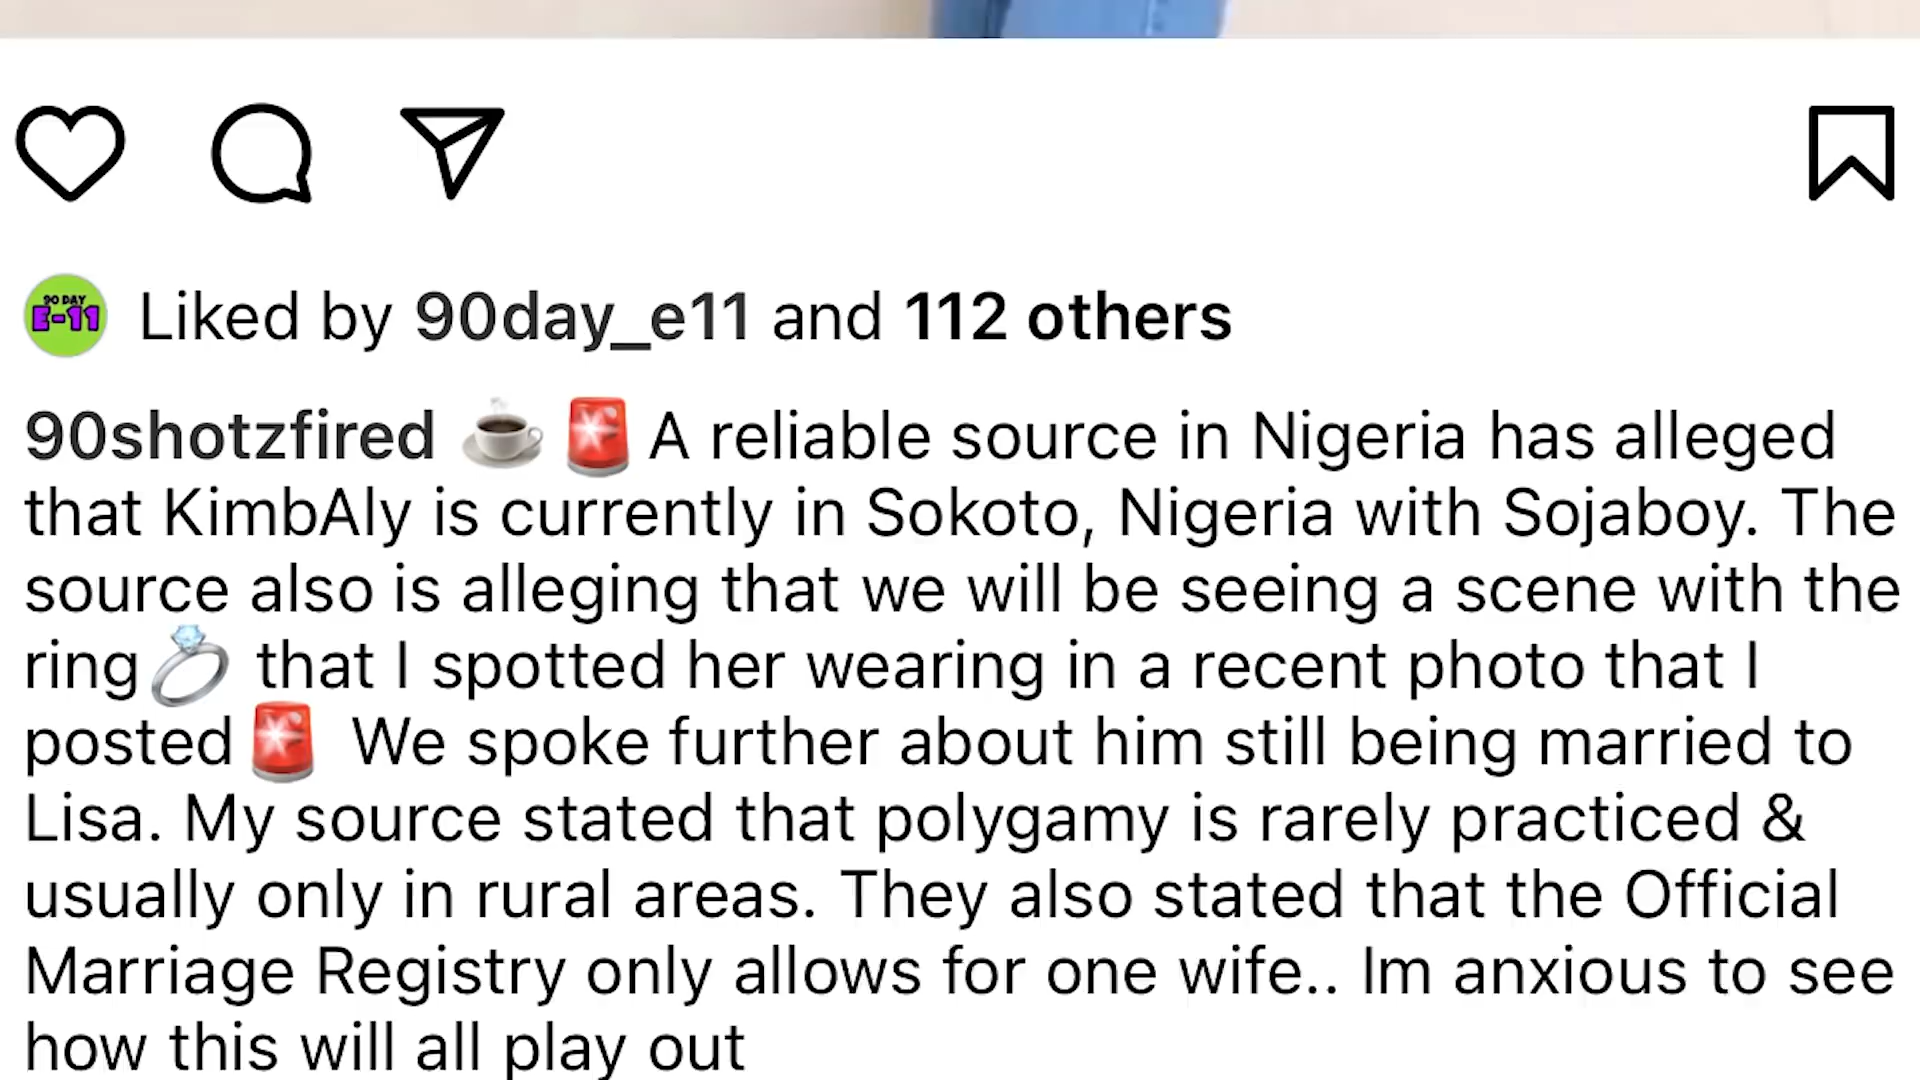 90 DAY
E-11
Liked by 90day_e11 and 112 others
90shotzfired ☕🚨 A reliable source in Nigeria has alleged
that KimbAly is currently in Sokoto, Nigeria with Sojaboy. The
source also is alleging that we will be seeing a scene with the
ring💍 that I spotted her wearing in a recent photo that I
posted🚨 We spoke further about him still being married to
Lisa. My source stated that polygamy is rarely practiced &
usually only in rural areas. They also stated that the Official
Marriage Registry only allows for one wife.. Im anxious to see
how this will all play out